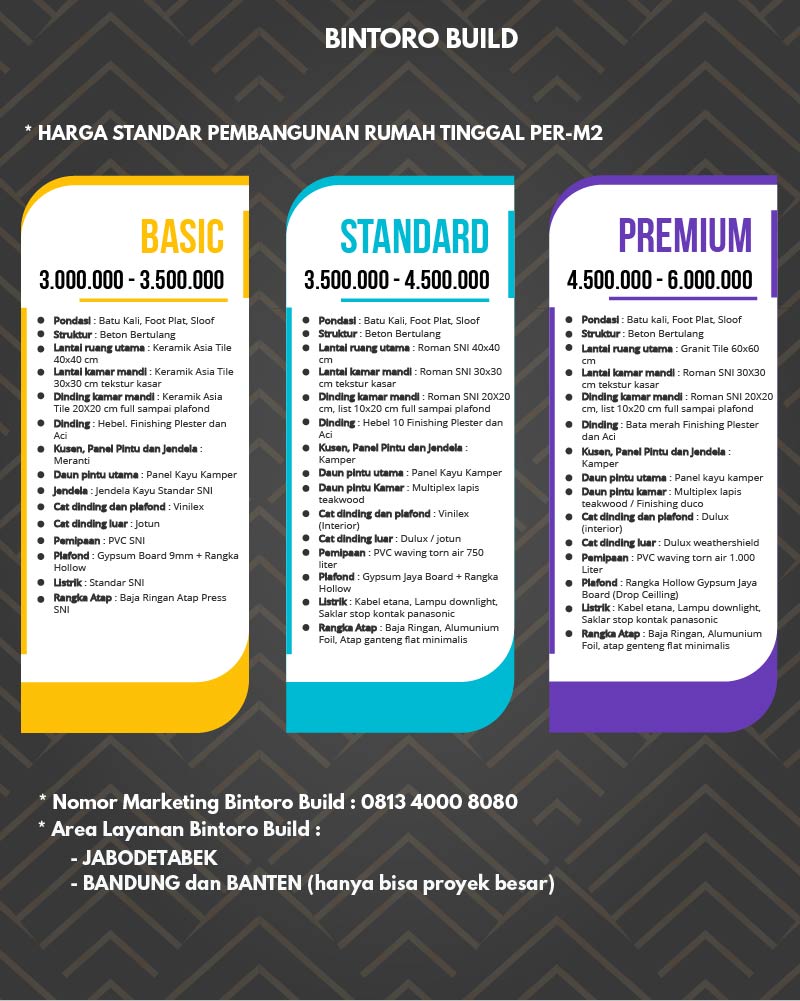 BINTORO BUILD
* HARGA STANDAR PEMBANGUNAN RUMAH TINGGAL PER-M2
BASIC
3.000.000 - 3.500.000
● Pondasi : Batu Kali, Foot Plat, Sloof
● Struktur : Beton Bertulang
● Lantai ruang utama : Keramik Asia Tile
40x40 cm
● Lantai kamar mandi : Keramik Asia Tile
30x30 cm tekstur kasar
● Dinding kamar mandi : Keramik Asia
Tile 20X20 cm full sampai plafond
● Dinding : Hebel. Finishing Plester dan
Aci
● Kusen, Panel Pintu dan Jendela :
Meranti
● Daun pintu utama : Panel Kayu Kamper
● Jendela : Jendela Kayu Standar SNI
● Cat dinding dan plafond : Vinilex
● Cat dinding luar : Jotun
● Pemipaan : PVC SNI
● Plafond : Gypsum Board 9mm + Rangka
Hollow
● Listrik : Standar SNI
● Rangka Atap : Baja Ringan Atap Press
SNI
STANDARD
3.500.000 - 4.500.000
● Pondasi : Batu Kali, Foot Plat, Sloof
● Struktur : Beton Bertulang
● Lantai ruang utama : Roman SNI 40x40
cm
● Lantai kamar mandi : Roman SNI 30x30
cm tekstur kasar
● Dinding kamar mandi : Roman SNI 20X20
cm, list 10x20 cm full sampai plafond
● Dinding : Hebel 10 Finishing Plester dan
Aci
● Kusen, Panel Pintu dan Jendela :
Kamper
● Daun pintu utama : Panel Kayu Kamper
● Daun pintu Kamar : Multiplex lapis
teakwood
● Cat dinding dan plafond : Vinilex
(Interior)
● Cat dinding luar : Dulux / jotun
● Pemipaan : PVC waving torn air 750
liter
● Plafond : Gypsum Jaya Board + Rangka
Hollow
● Listrik : Kabel etana, Lampu downlight,
Saklar stop kontak panasonic
● Rangka Atap : Baja Ringan, Alumunium
Foil, Atap ganteng flat minimalis
PREMIUM
4.500.000 - 6.000.000
● Pondasi : Batu kali, Foot Plat, Sloof
● Struktur : Beton Bertulang
● Lantai ruang utama : Granit Tile 60x60
cm
● Lantai kamar mandi : Roman SNI 30X30
cm tekstur kasar
● Dinding kamar mandi : Roman SNI 20X20
cm, list 10x20 cm full sampai plafond
● Dinding : Bata merah Finishing Plester
dan Aci
● Kusen, Panel Pintu dan Jendela :
Kamper
● Daun pintu utama : Panel kayu kamper
● Daun pintu kamar : Multiplex lapis
teakwood / Finishing duco
● Cat dinding dan plafond : Dulux
(interior)
● Cat dinding luar : Dulux weathershield
● Pemipaan : PVC waving torn air 1.000
Liter
● Plafond : Rangka Hollow Gypsum Jaya
Board (Drop Ceilling)
● Listrik : Kabel etana, Lampu downlight,
Saklar stop kontak panasonic
● Rangka Atap : Baja Ringan, Alumunium
Foil, atap genteng flat minimalis
* Nomor Marketing Bintoro Build : 0813 4000 8080
* Area Layanan Bintoro Build :
- JABODETABEK
- BANDUNG dan BANTEN (hanya bisa proyek besar)